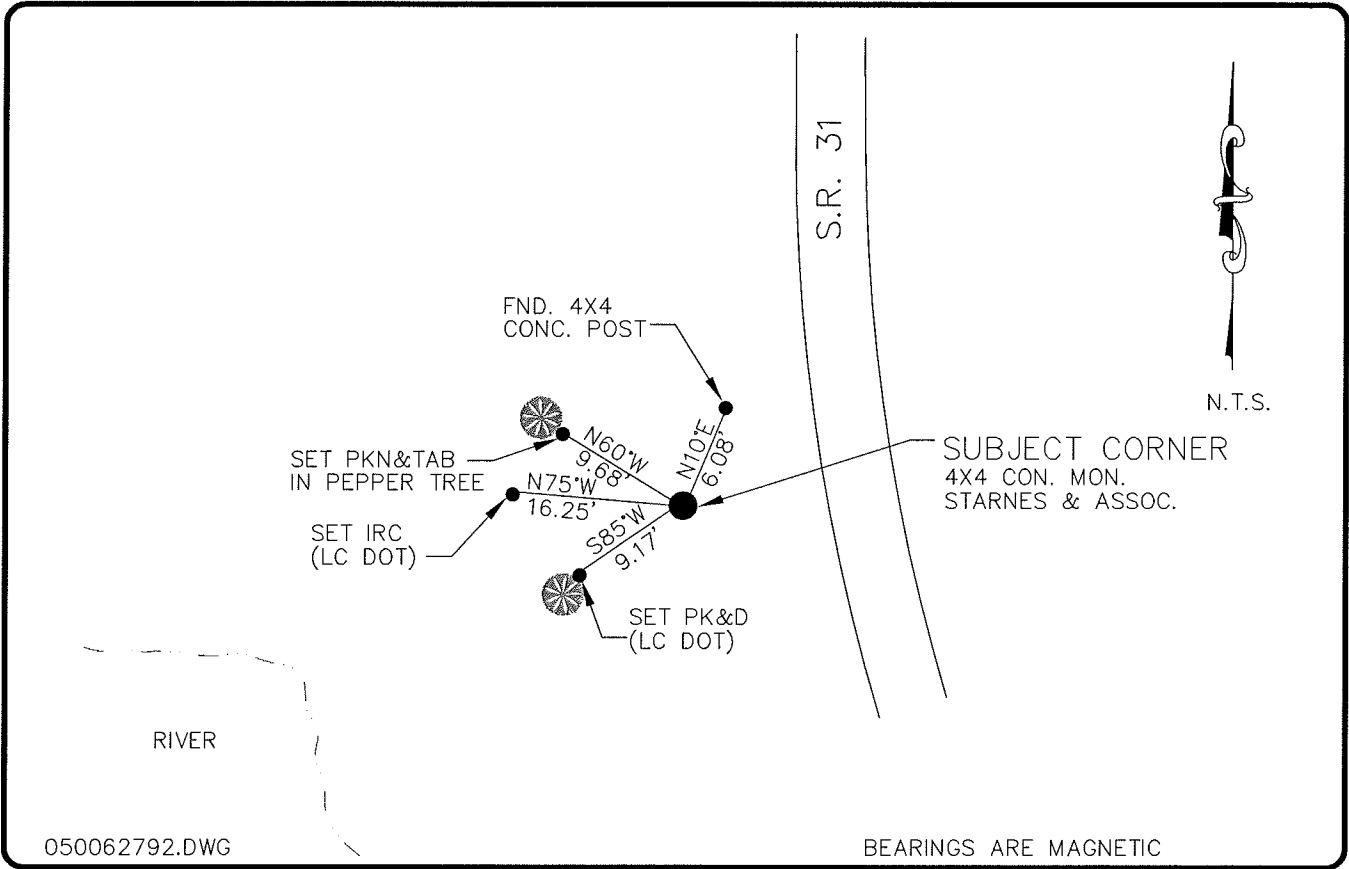 S.R. 31
FND. 4X4
CONC. POST
N.T.S.
N10°E
6.08'
N60°W
9.68'
SET PKN&TAB
IN PEPPER TREE
N75°W
16.25'
SUBJECT CORNER
4X4 CON. MON.
STARNES & ASSOC.
SET IRC
(LC DOT)
S85°W
9.17'
SET PK&D
(LC DOT)
RIVER
050062792.DWG
BEARINGS ARE MAGNETIC